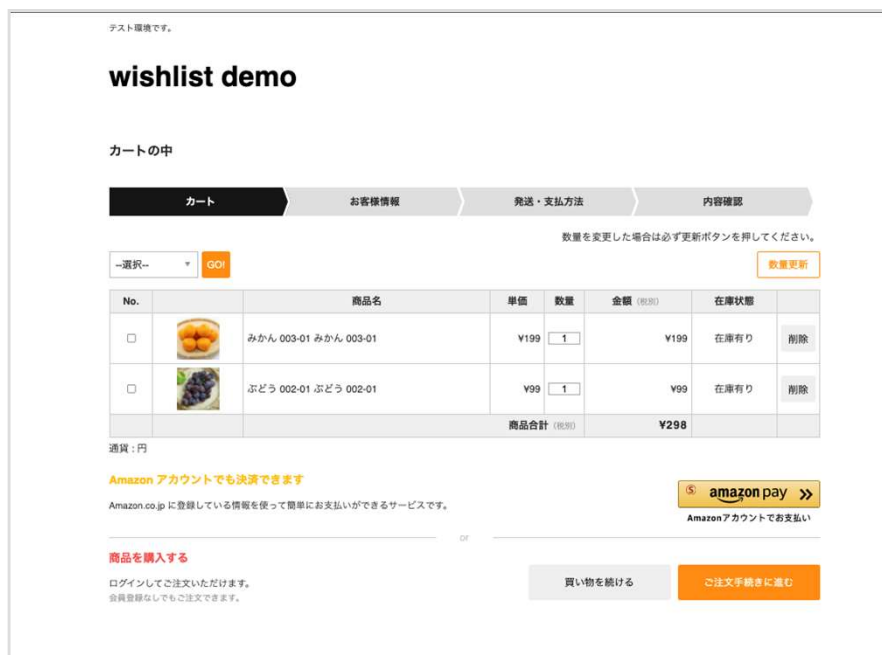 テスト環境です。
wishlist demo
カートの中
カート お客様情報 発送・支払方法 内容確認
数量を変更した場合は必ず更新ボタンを押してください。
--選択-- GO! 数量更新
No. 商品名 単価 数量 金額 (税別) 在庫状態
みかん 003-01 みかん 003-01 ¥199 1 ¥199 在庫有り 削除
ぶどう 002-01 ぶどう 002-01 ¥99 1 ¥99 在庫有り 削除
商品合計 (税別) ¥298
通貨 : 円
Amazon アカウントでも決済できます
Amazon.co.jp に登録している情報を使って簡単にお支払いができるサービスです。
S amazon pay
Amazonアカウントでお支払い
or
商品を購入する
ログインしてご注文いただけます。
会員登録なしでもご注文できます。
買い物を続ける ご注文手続きに進む